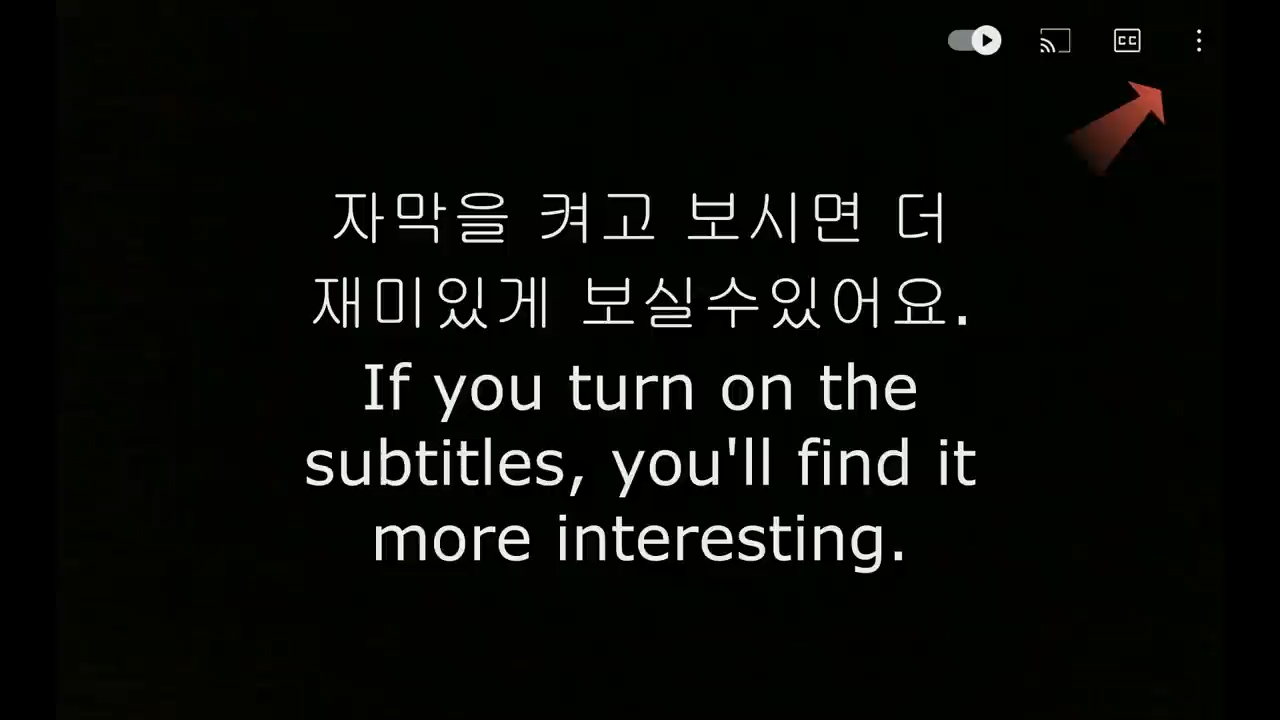 CC
자막을 켜고 보시면 더
재미있게 보실수있어요.
If you turn on the
subtitles, you'll find it
more interesting.